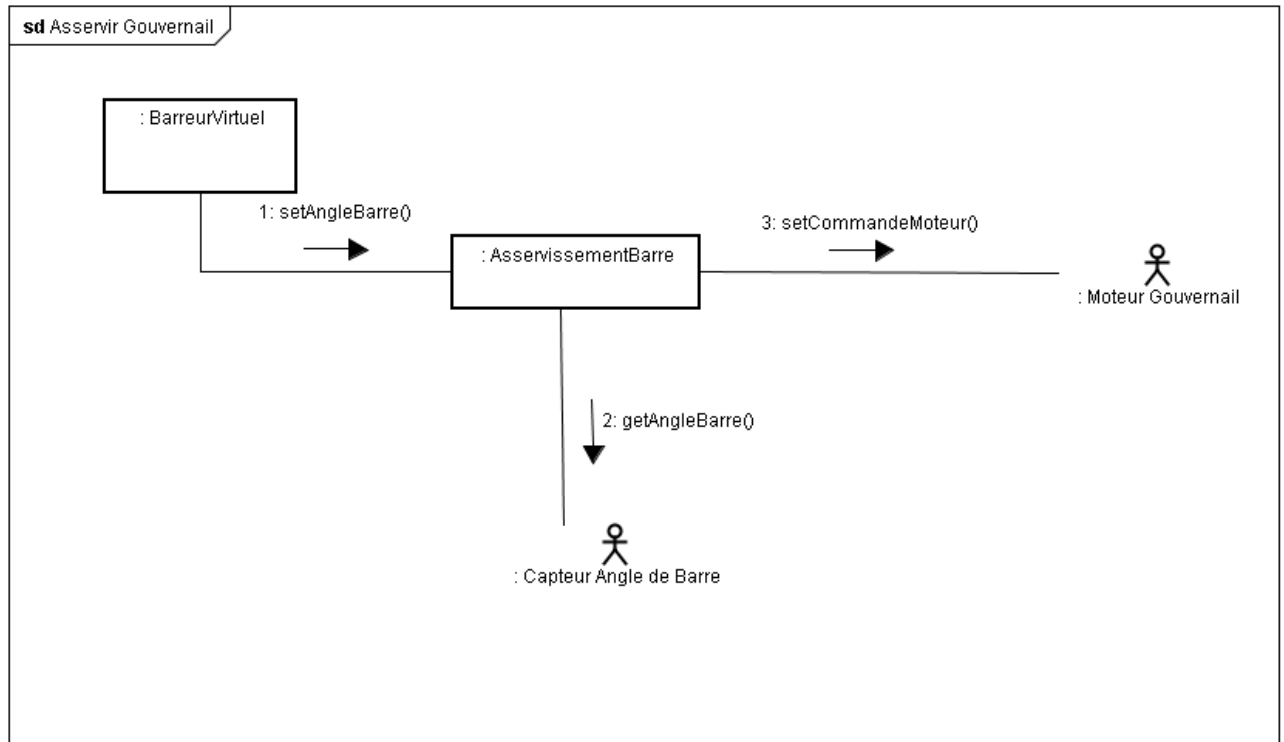 sd Asservir Gouvernail
: BarreurVirtuel
1: setAngleBarre()
3: setCommandeMoteur()
: AsservissementBarre
: Moteur Gouvernail
2: getAngleBarre()
: Capteur Angle de Barre